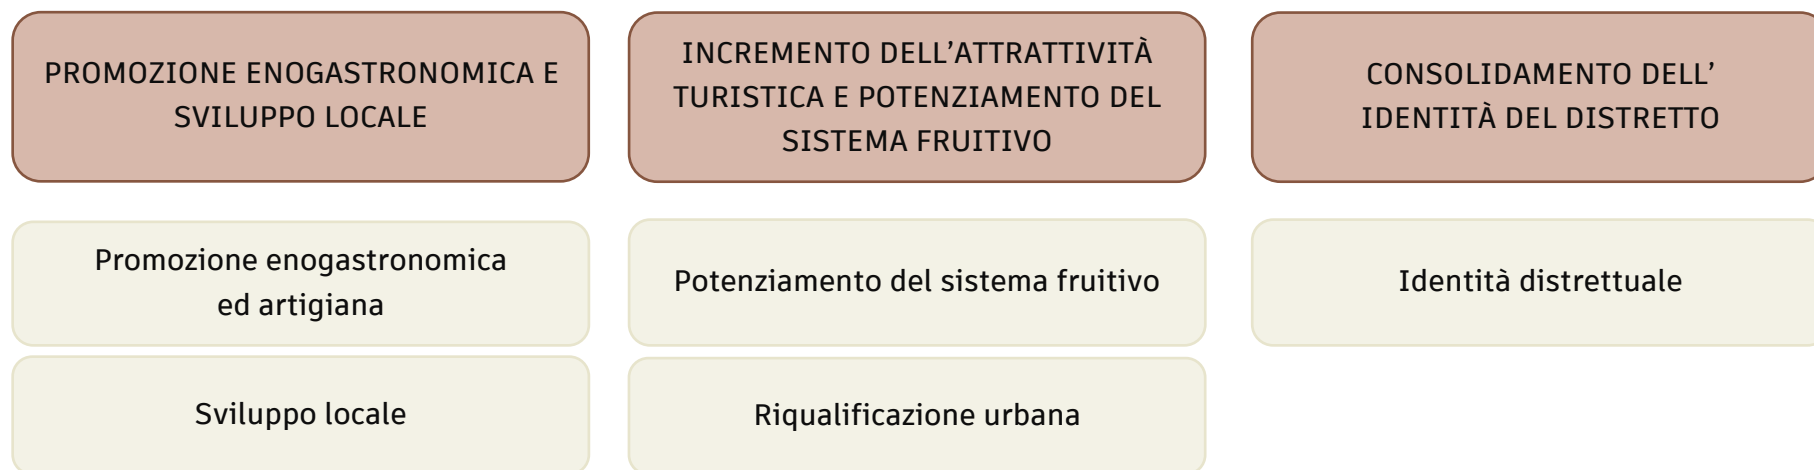 PROMOZIONE ENOGASTRONOMICA E
SVILUPPO LOCALE
INCREMENTO DELL’ATTRATTIVITÀ
TURISTICA E POTENZIAMENTO DEL
SISTEMA FRUITIVO
CONSOLIDAMENTO DELL’
IDENTITÀ DEL DISTRETTO
Promozione enogastronomica
ed artigiana
Potenziamento del sistema fruitivo
Identità distrettuale
Sviluppo locale
Riqualificazione urbana